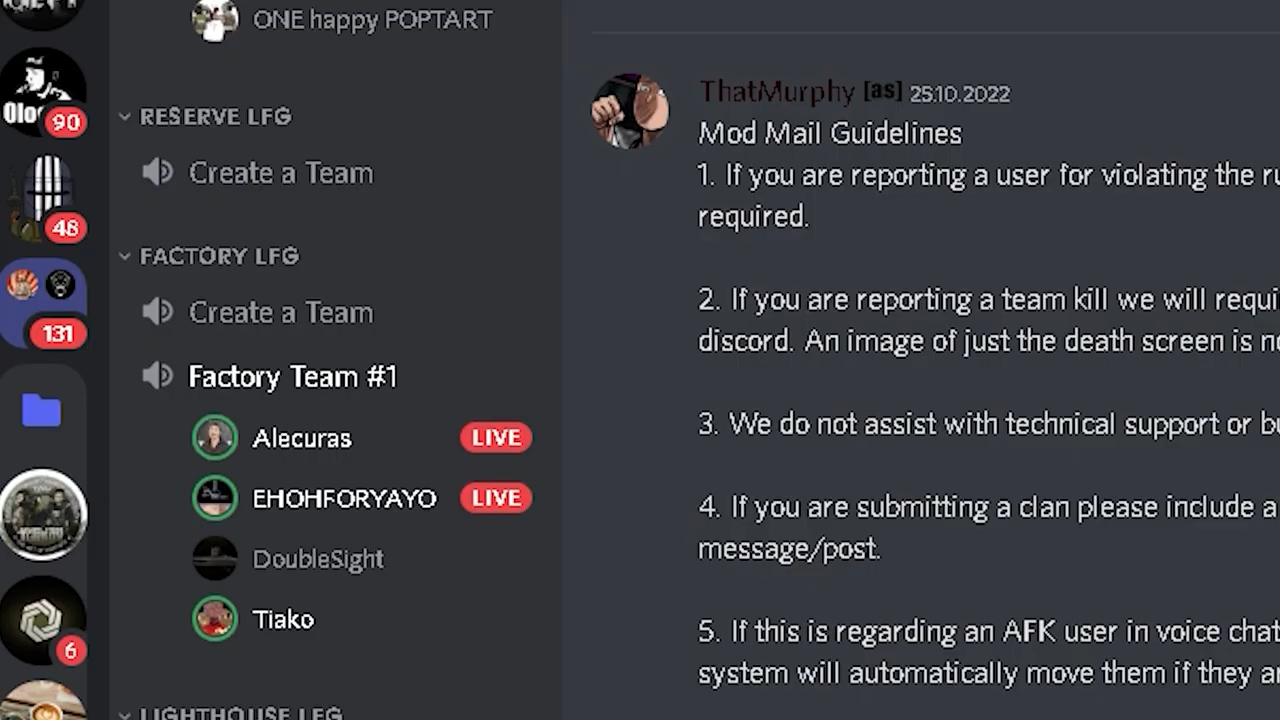 ONE happy POPTART
90
RESERVE LFG
Create a Team
48
FACTORY LFG
131
Create a Team
Factory Team #1
Alecuras LIVE
EHOHFORYAYO LIVE
DoubleSight
Tiako
6
LIGHTHOUSE LFG
ThatMurphy [as] 25.10.2022
Mod Mail Guidelines
1. If you are reporting a user for violating the
required.
2. If you are reporting a team kill we will
discord. An image of just the death screen is
3. We do not assist with technical support or
4. If you are submitting a clan please include a
message/post.
5. If this is regarding an AFK user in voice chat
system will automatically move them if they